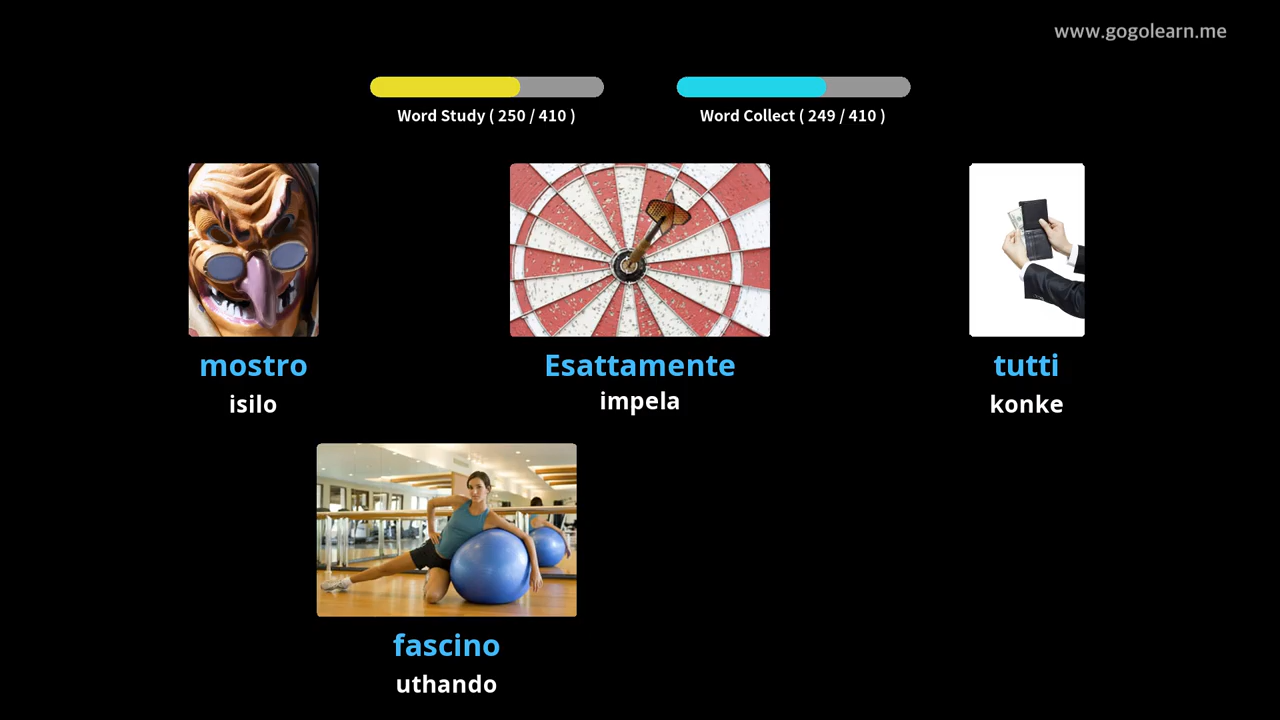 www.gogolearn.me
Word Study ( 250 / 410 )
Word Collect ( 249 / 410 )
mostro
isilo
Esattamente
impela
tutti
konke
fascino
uthando